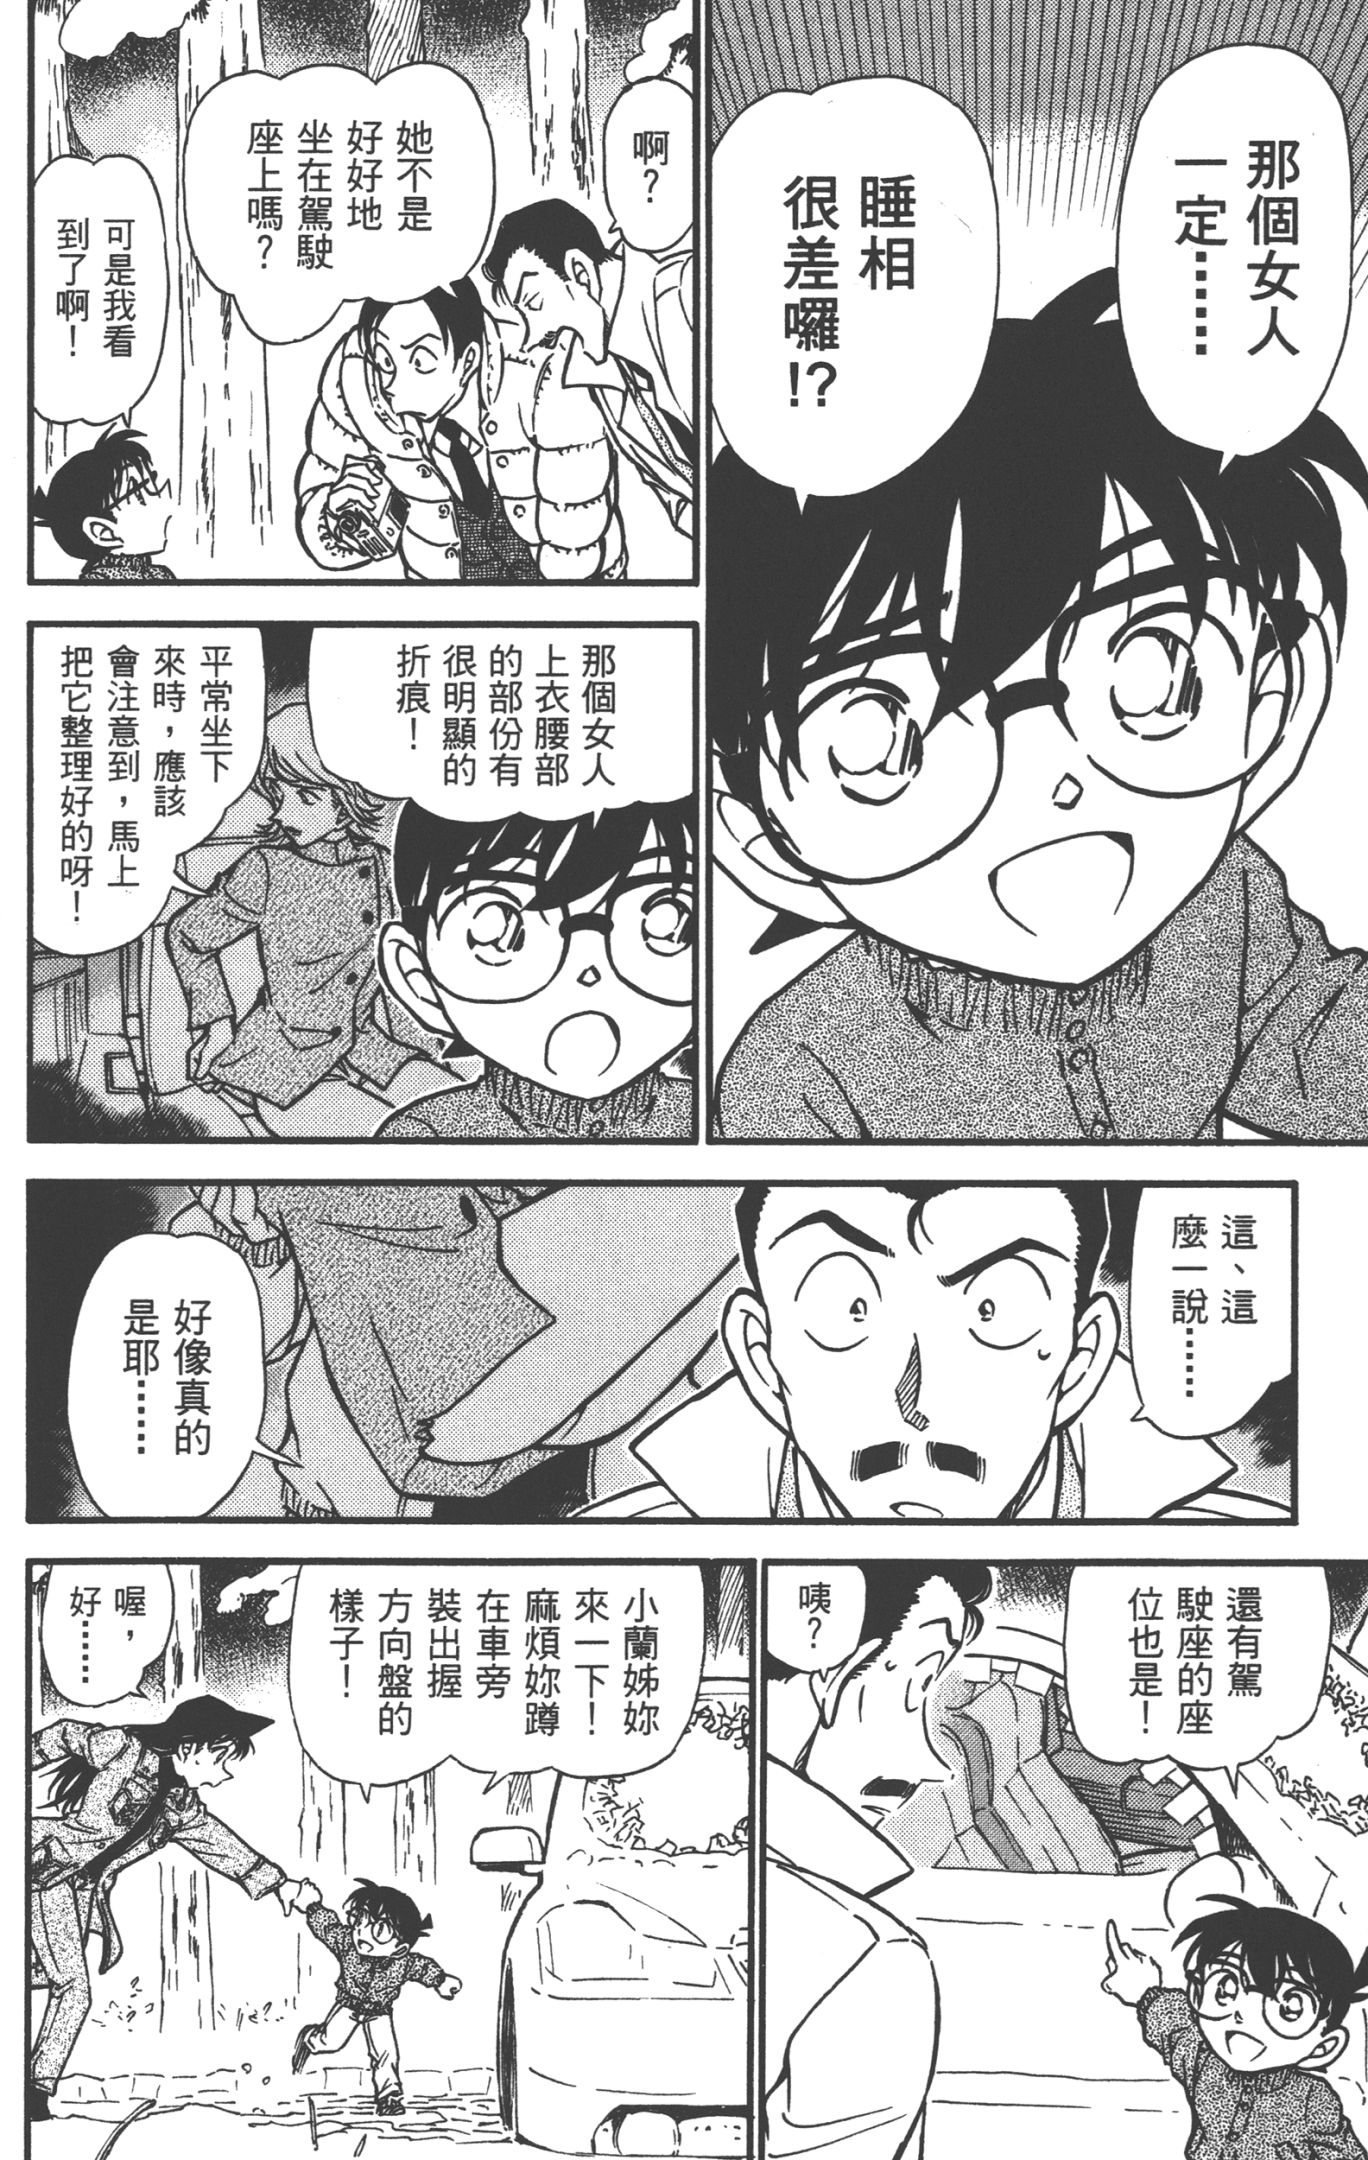 那個女人
一定……
睡相
很差囉!?
啊?
她不是
好好地
坐在駕駛
座上嗎?
可是我看
到了啊!
那個女人
上衣腰部
的部份有
很明顯的
折痕!
平常坐下
來時，應該
會注意到，馬上
把它整理好的呀!
這、這
麼一說……
好像真的
是耶……
還有駕
駛座的座
位也是!
咦?
小蘭姊妳
來一下!
麻煩妳蹲
在車旁
裝出握
方向盤的
樣子!
喔，
好……